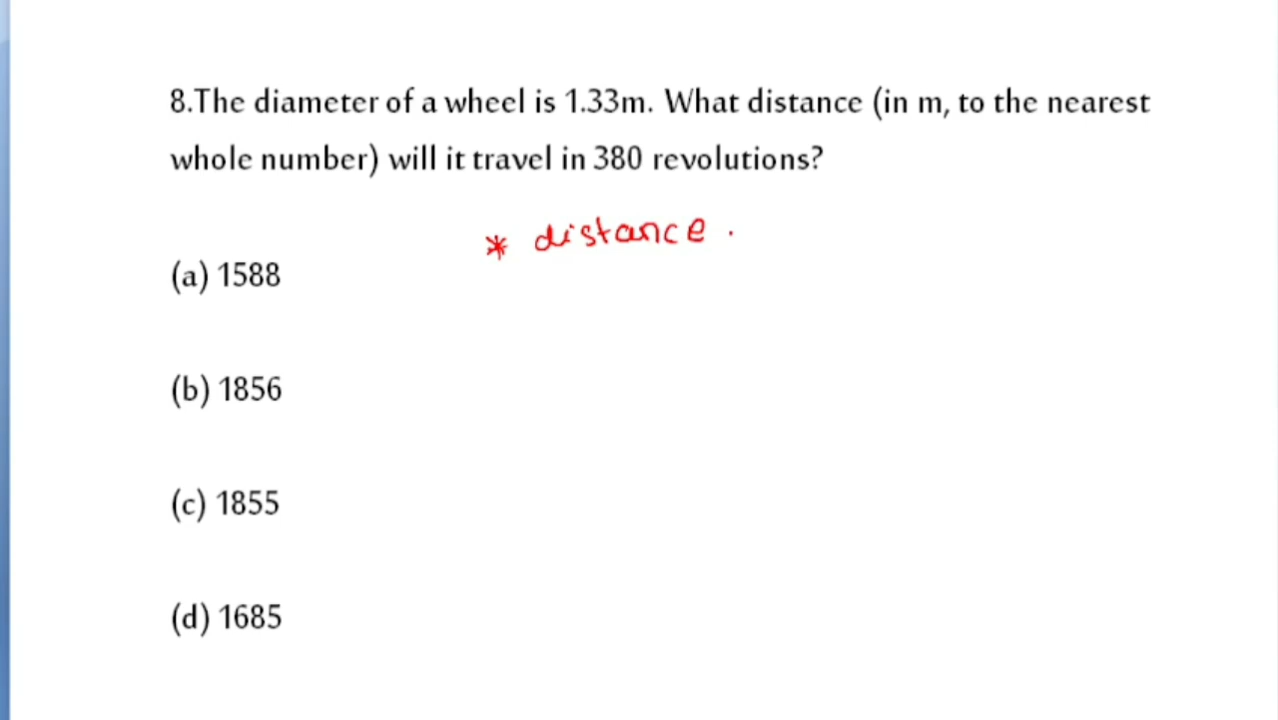 8.The diameter of a wheel is 1.33m. What distance (in m, to the nearest
whole number) will it travel in 380 revolutions?
* distance .
(a) 1588
(b) 1856
(c) 1855
(d) 1685